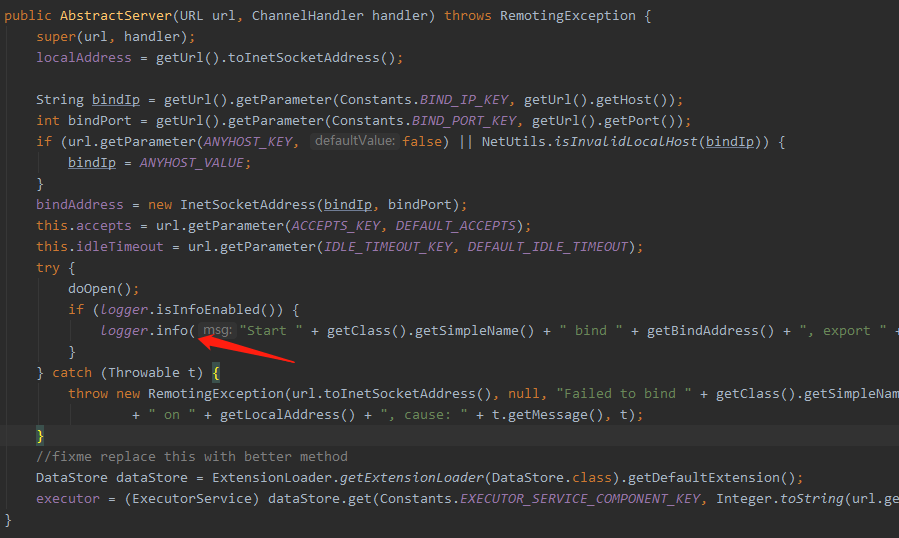 public AbstractServer(URL url, ChannelHandler handler) throws RemotingException {
super(url, handler);
localAddress = getUrl().toInetSocketAddress();
String bindIp = getUrl().getParameter(Constants.BIND_IP_KEY, getUrl().getHost());
int bindPort = getUrl().getParameter(Constants.BIND_PORT_KEY, getUrl().getPort());
if (url.getParameter(ANYHOST_KEY, defaultValue: false) || NetUtils.isInvalidLocalHost(bindIp)) {
bindIp = ANYHOST_VALUE;
}
bindAddress = new InetSocketAddress(bindIp, bindPort);
this.accepts = url.getParameter(ACCEPTS_KEY, DEFAULT_ACCEPTS);
this.idleTimeout = url.getParameter(IDLE_TIMEOUT_KEY, DEFAULT_IDLE_TIMEOUT);
try {
doOpen();
if (logger.isInfoEnabled()) {
logger.info( msg: "Start " + getClass().getSimpleName() + " bind " + getBindAddress() + ", export " +
}
} catch (Throwable t) {
throw new RemotingException(url.toInetSocketAddress(), null, "Failed to bind " + getClass().getSimpleNam
+ " on " + getLocalAddress() + ", cause: " + t.getMessage(), t);
}
//fixme replace this with better method
DataStore dataStore = ExtensionLoader.getExtensionLoader(DataStore.class).getDefaultExtension();
executor = (ExecutorService) dataStore.get(Constants.EXECUTOR_SERVICE_COMPONENT_KEY, Integer.toString(url.ge
}